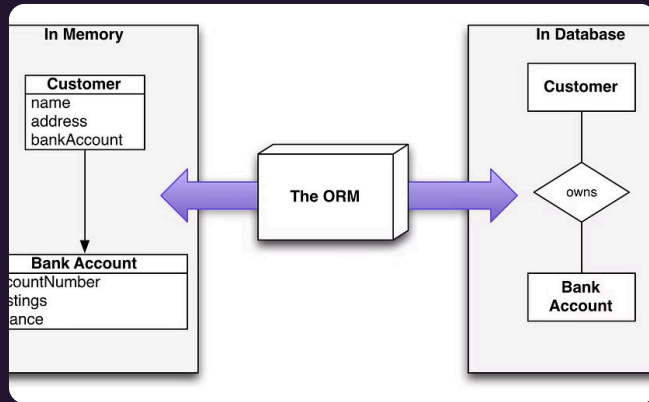 In Memory
Customer
name
address
bankAccount
Bank Account
countNumber
stings
ance
The ORM
In Database
Customer
owns
Bank
Account